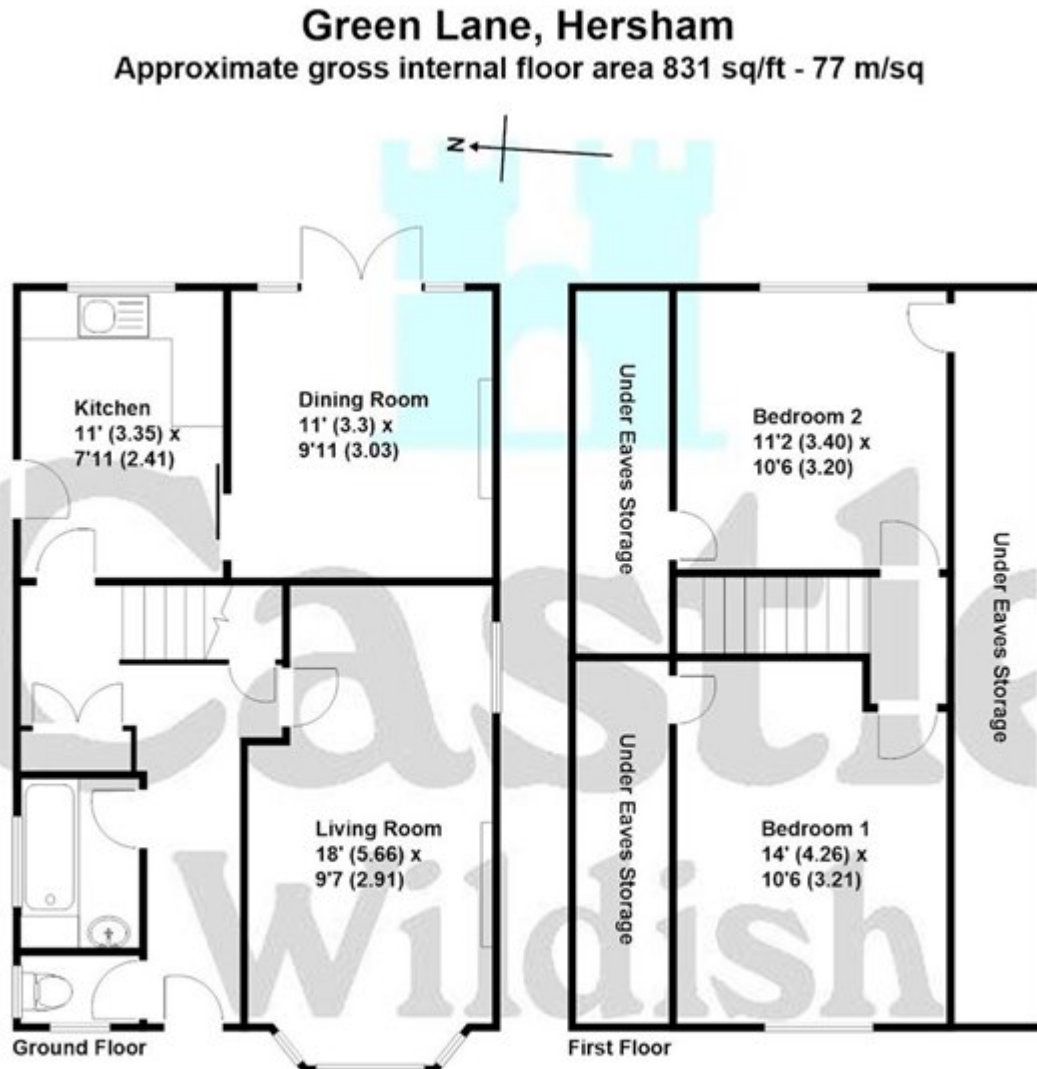 Green Lane, Hersham
Approximate gross internal floor area 831 sq/ft - 77 m/sq
N
Kitchen
11' (3.35) x
7'11 (2.41)
Dining Room
11' (3.3) x
9'11 (3.03)
Living Room
18' (5.66) x
9'7 (2.91)
Ground Floor
Under Eaves Storage
Bedroom 2
11'2 (3.40) x
10'6 (3.20)
Under Eaves Storage
Under Eaves Storage
Bedroom 1
14' (4.26) x
10'6 (3.21)
First Floor
Castle
Wildish